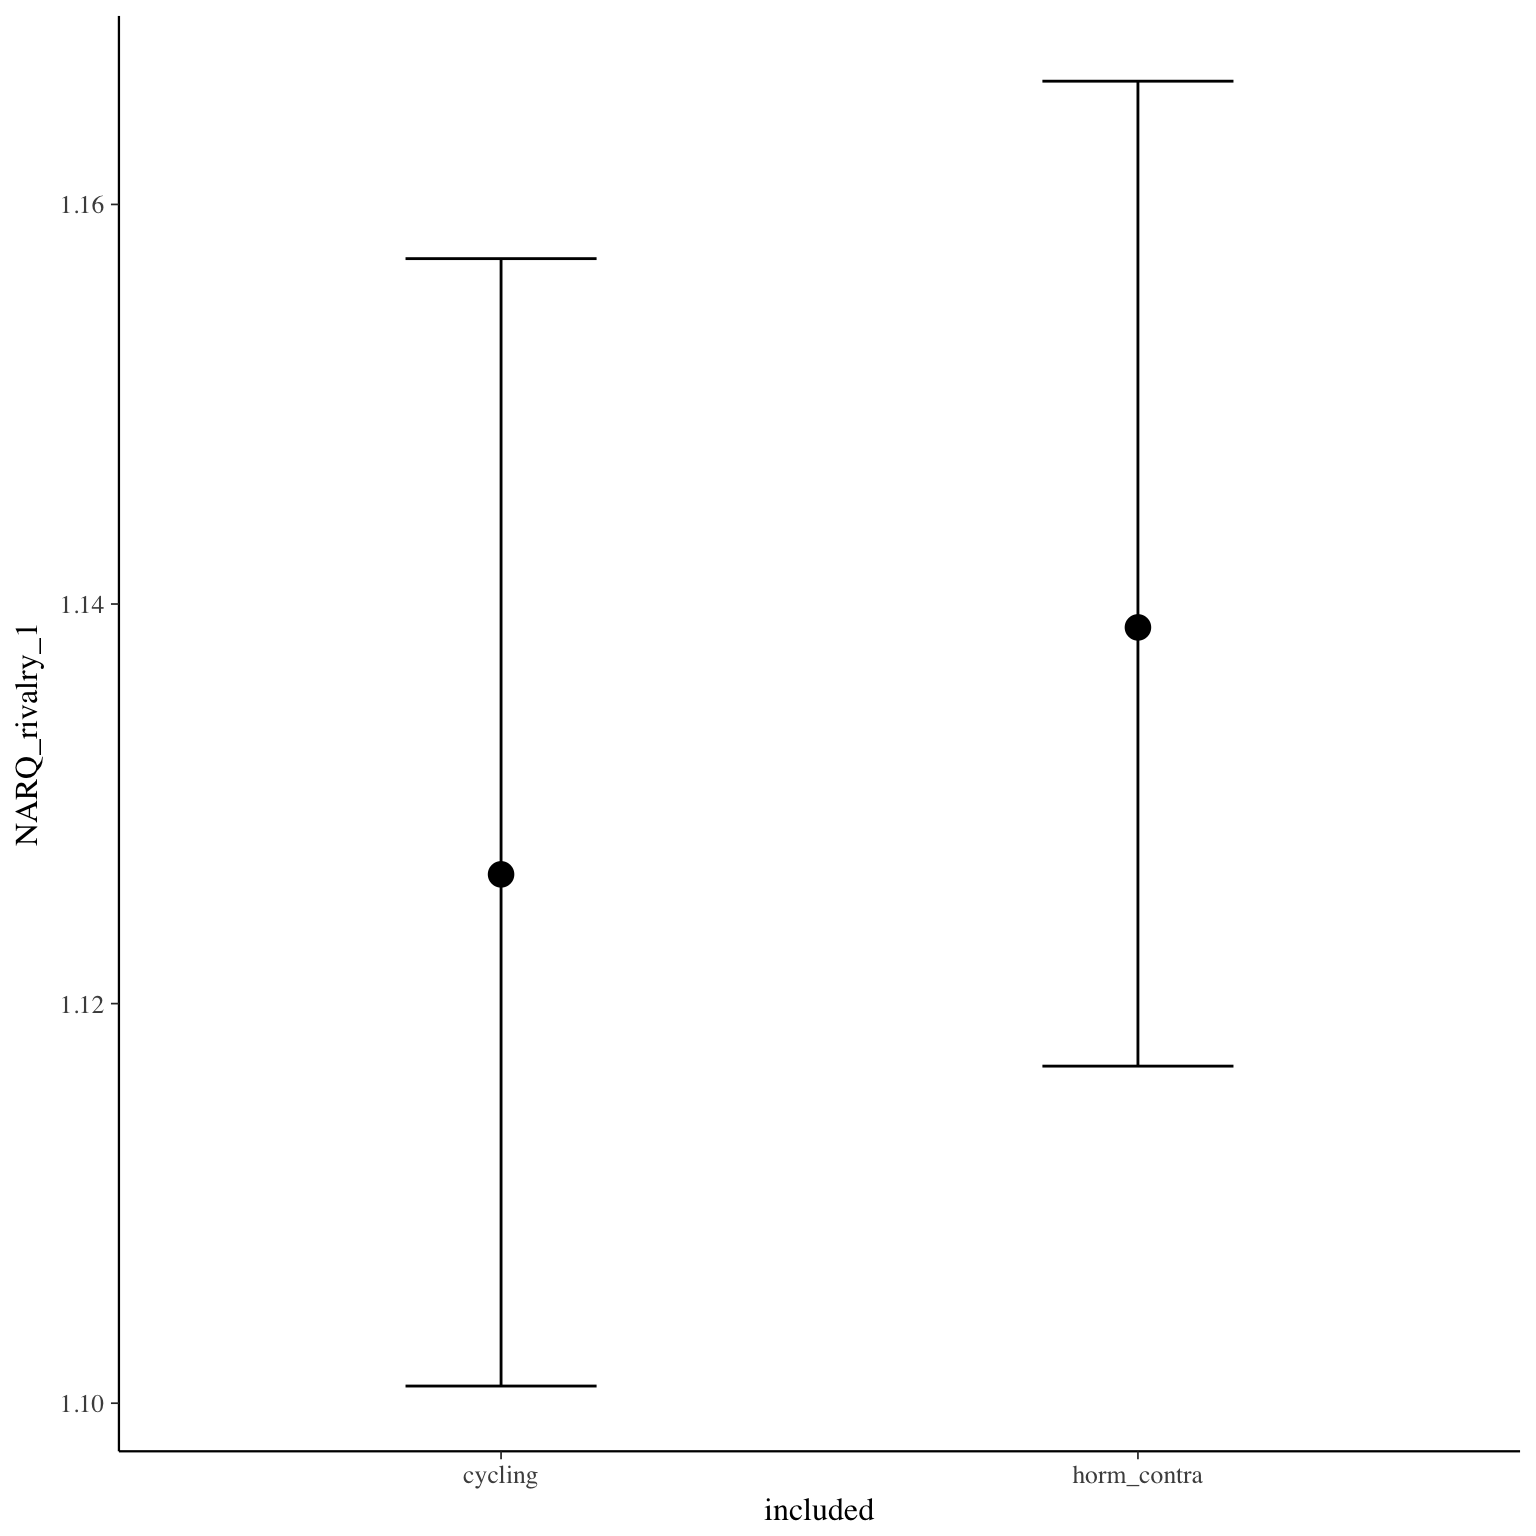 NARQ_rivalry_1
1.16
1.14
1.12
1.10
cycling
horm_contra
included